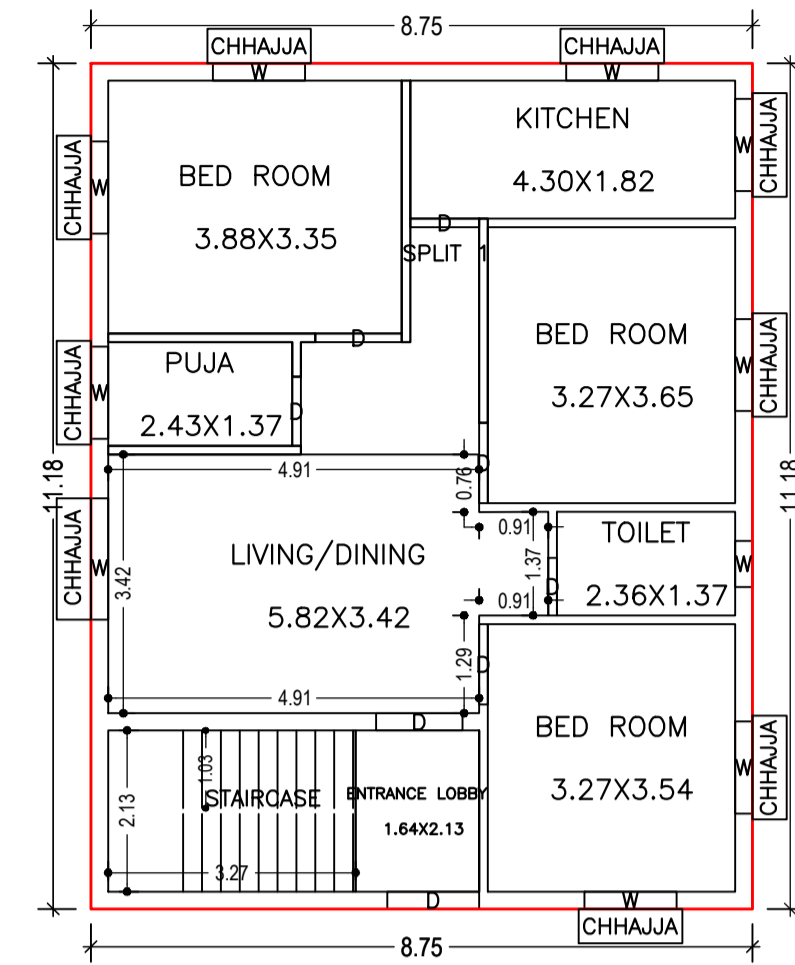 8.75
CHHAJJA
CHHAJJA
W
W
KITCHEN
4.30X1.82
BED ROOM
3.88X3.35
CHHAJJA
W
W
CHHAJJA
D
SPLIT 1
D
BED ROOM
3.27X3.65
CHHAJJA
W
W
CHHAJJA
PUJA
2.43X1.37
D
D
11.18
11.18
4.91
0.76
CHHAJJA
W
3.42
LIVING/DINING
5.82X3.42
0.91
1.37
0.91
D
TOILET
2.36X1.37
W
1.29
D
4.91
D
BED ROOM
3.27X3.54
W
CHHAJJA
2.13
1.03
STAIRCASE
3.27
ENTRANCE LOBBY
1.64X2.13
D
W
CHHAJJA
8.75